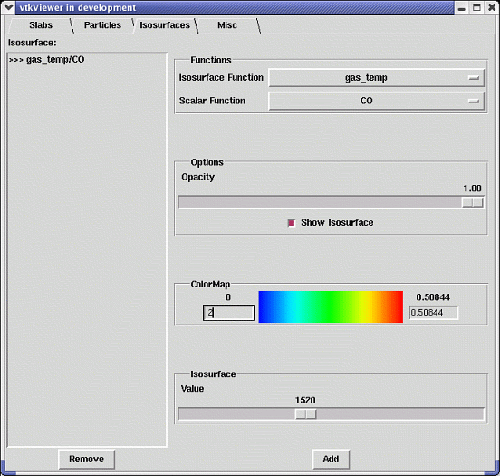 vtkviewer in development
Slabs Particles Isosurfaces Misc
Isosurface:
>>> gas_temp/CO
Functions
Isosurface Function gas_temp
Scalar Function CO
Options
Opacity
1.00
Show Isosurface
ColorMap
0 0.50844
2 0.50844
Isosurface
Value
1520
Remove Add